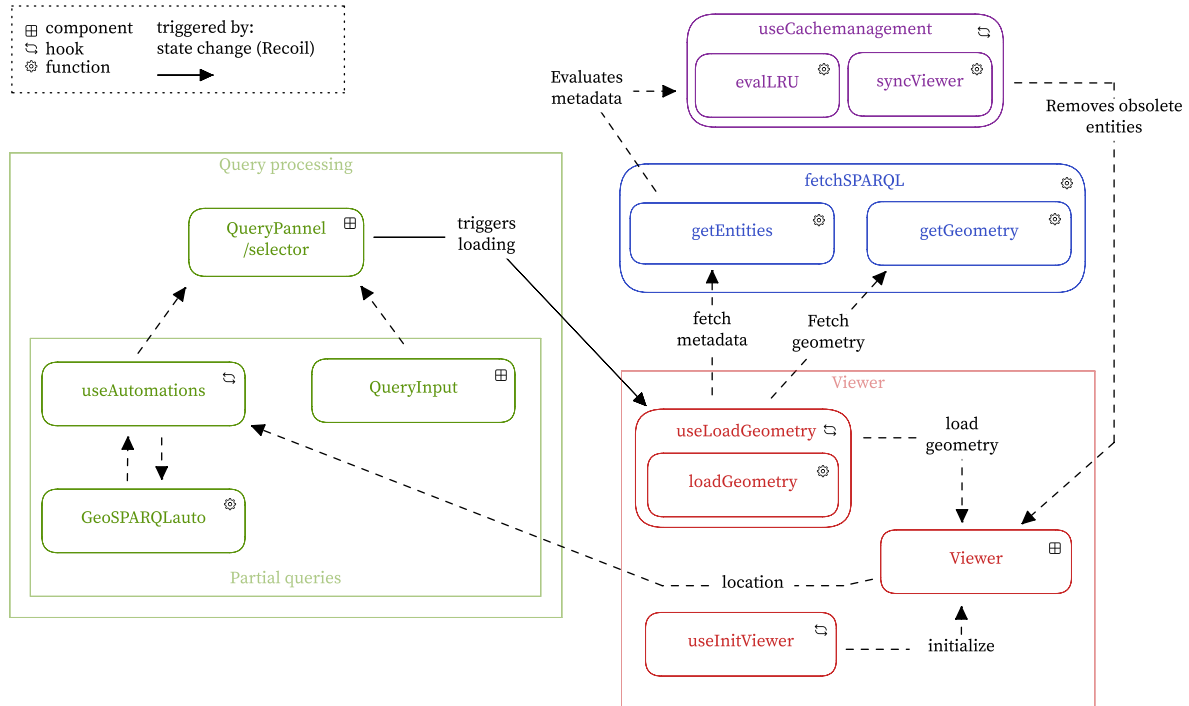 component
hook
function
triggered by:
state change (Recoil)
useCachemanagement
evalLRU
syncViewer
Evaluates
metadata
Removes obsolete
entities
Query processing
QueryPannel
/selector
triggers
loading
fetchSPARQL
getEntities
getGeometry
fetch
metadata
Fetch
geometry
useAutomations
QueryInput
GeoSPARQLauto
Partial queries
Viewer
useLoadGeometry
loadGeometry
load
geometry
Viewer
location
useInitViewer
initialize